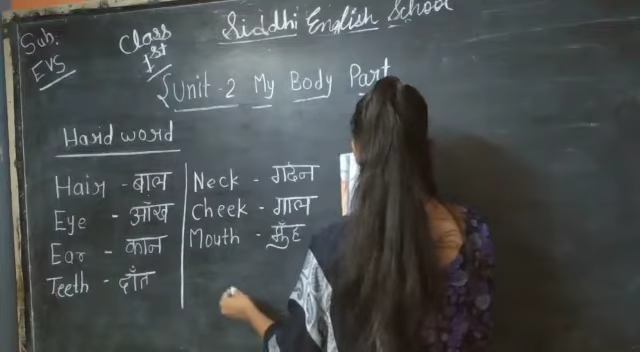 Siddhi English School
Sub.
EVS
Class
1st
{Unit-2 My Body Part
Hard word
Hair - बाल
Eye - आँख
Ear - कान
Teeth - दाँत
Neck - गर्दन
Cheek - गाल
Mouth - मुँह